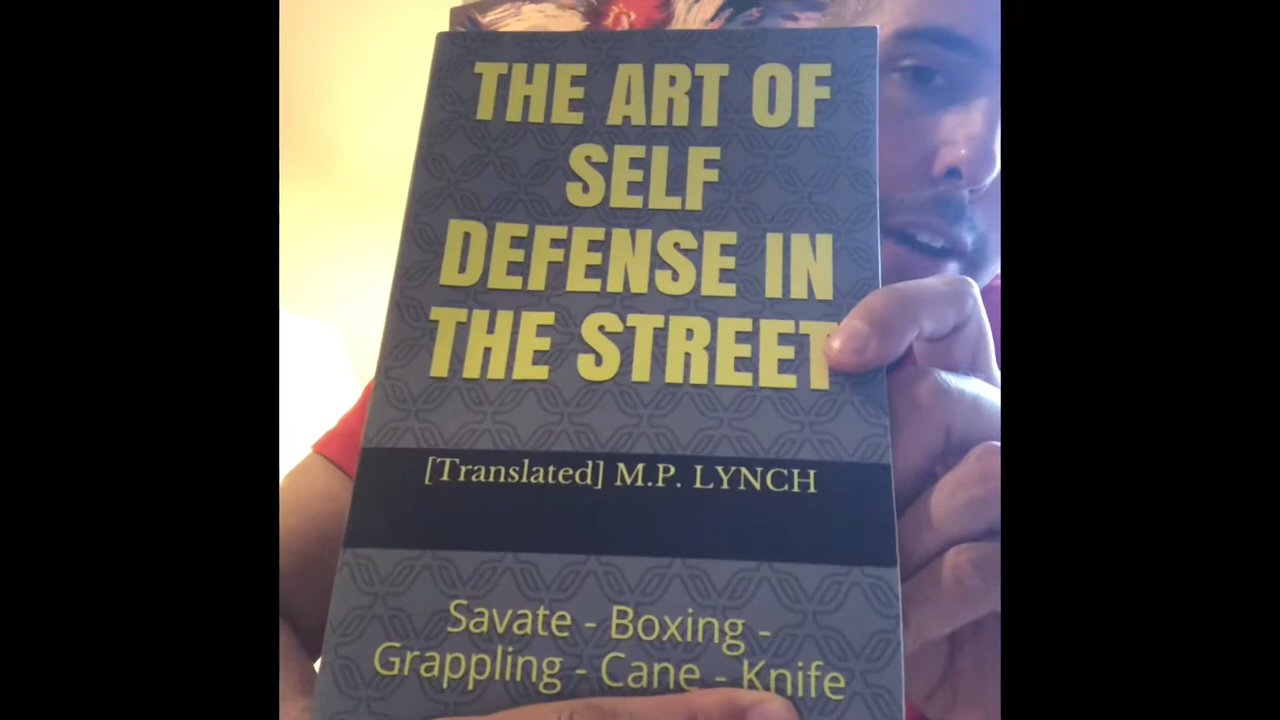 THE ART OF
SELF
DEFENSE IN
THE STREET
[Translated] M.P. LYNCH
Savate - Boxing -
Grappling - Cane - Knife